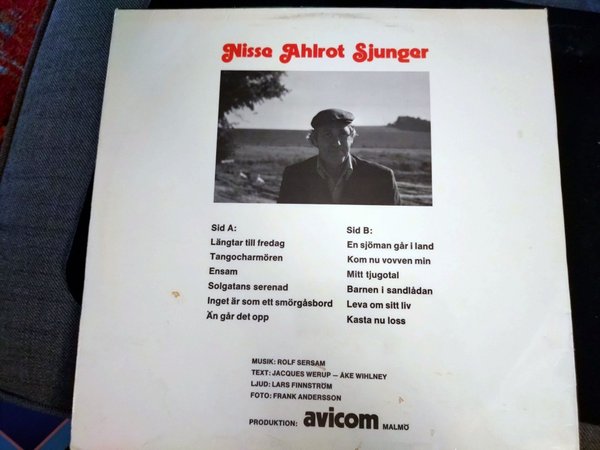 Nisse Ahlrot Sjunger
Sid A:
Längtar till fredag
Tangocharmören
Ensam
Solgatans serenad
Inget är som ett smörgåsbord
Än går det opp
Sid B:
En sjöman går i land
Kom nu vovven min
Mitt tjugotal
Barnen i sandlådan
Leva om sitt liv
Kasta nu loss
MUSIK: ROLF SERSAM
TEXT: JACQUES WERUP — ÅKE WIHLNEY
LJUD: LARS FINNSTRÖM
FOTO: FRANK ANDERSSON
PRODUKTION: avicom MALMÖ